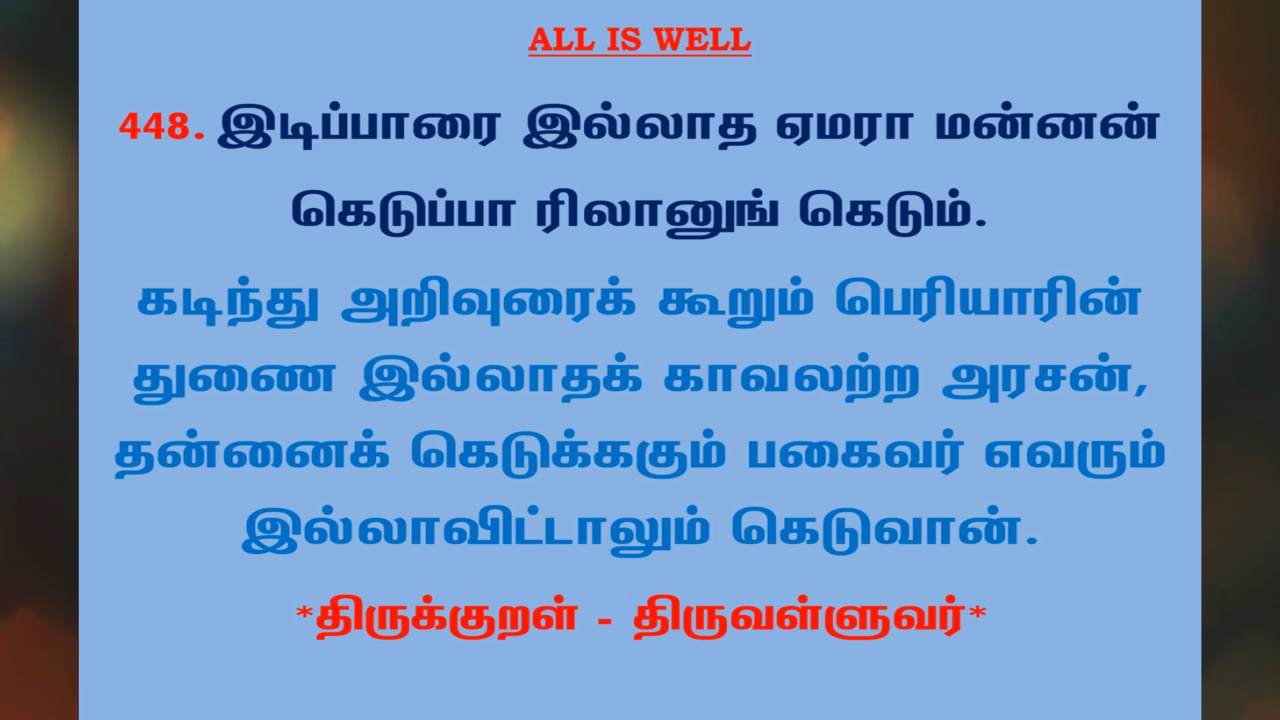 ALL IS WELL
448. இடிப்பாரை இல்லாத ஏமரா மன்னன்
கெடுப்பா ரிலானுங் கெடும்.
கடிந்து அறிவுரைக் கூறும் பெரியாரின்
துணை இல்லாதக் காவலற்ற அரசன்,
தன்னைக் கெடுக்ககும் பகைவர் எவரும்
இல்லாவிட்டாலும் கெடுவான்.
*திருக்குறள் - திருவள்ளுவர்*